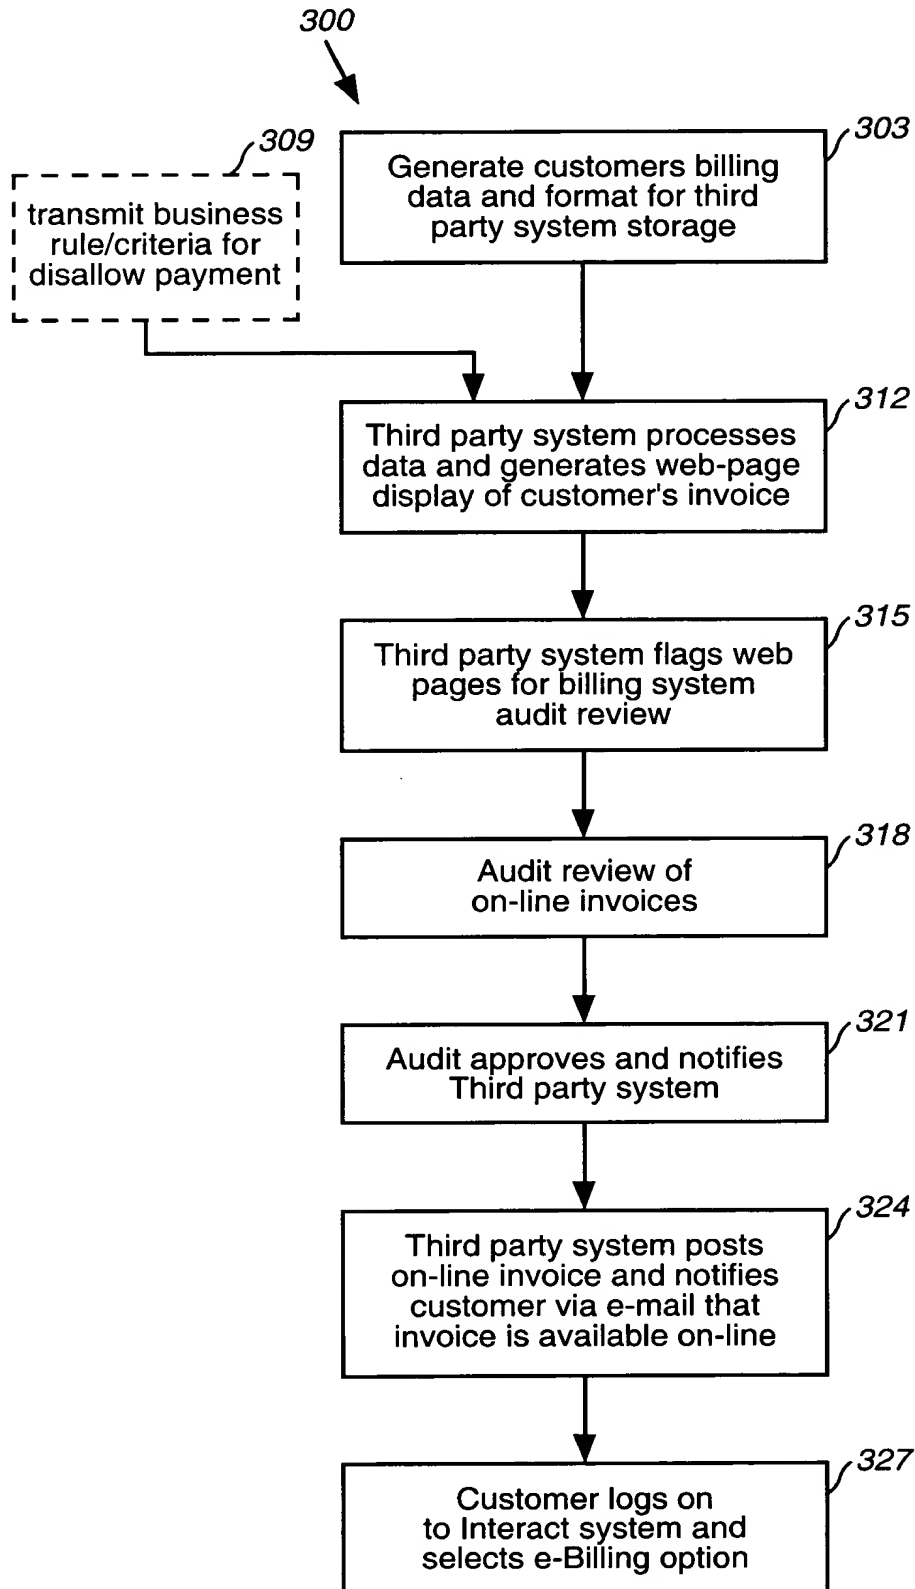 300
303
Generate customers billing
data and format for third
party system storage
309
transmit business
rule/criteria for
disallow payment
312
Third party system processes
data and generates web-page
display of customer's invoice
315
Third party system flags web
pages for billing system
audit review
318
Audit review of
on-line invoices
321
Audit approves and notifies
Third party system
324
Third party system posts
on-line invoice and notifies
customer via e-mail that
invoice is available on-line
327
Customer logs on
to Interact system and
selects e-Billing option